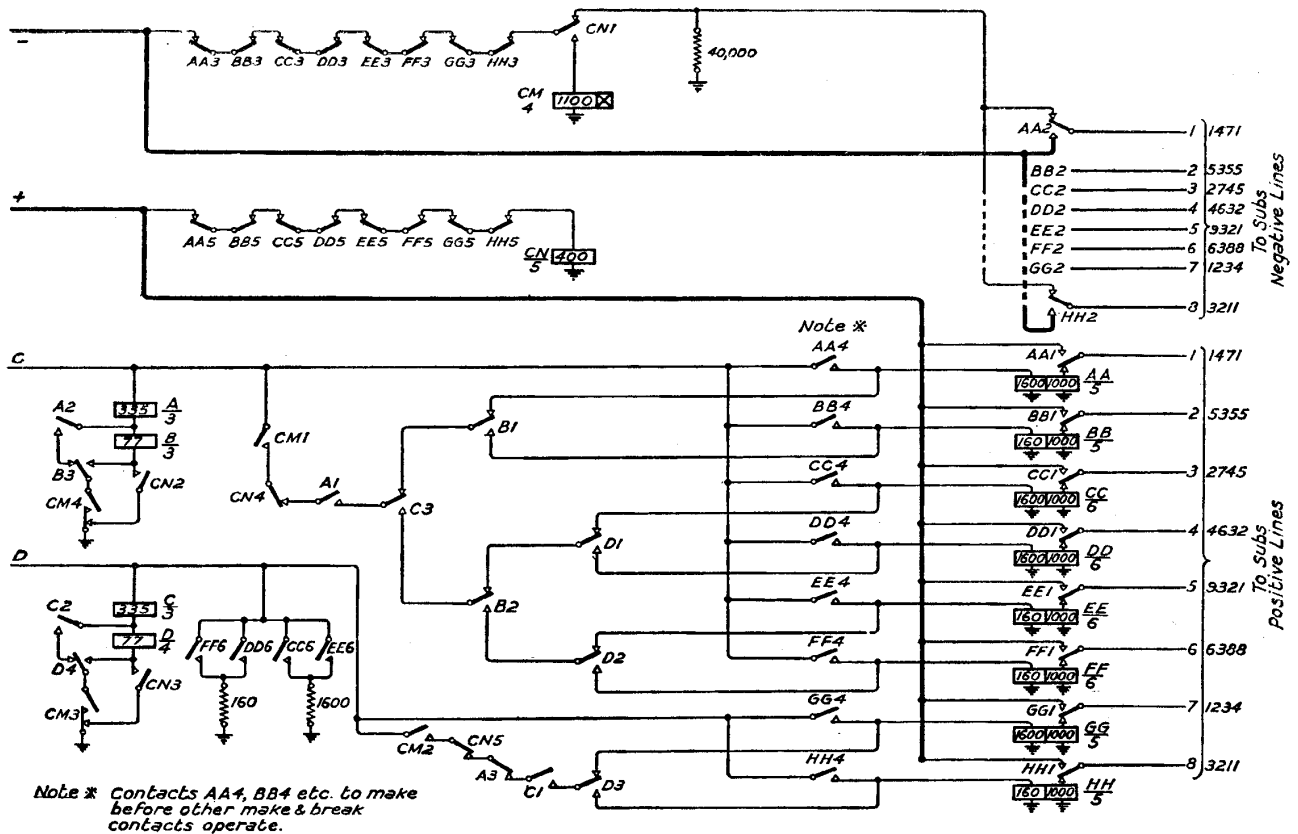 -
CN1
40,000
AA3 BB3 CC3 DD3 EE3 FF3 GG3 HH3
CM
4
1100
AA2
1 1471
BB2 2 5355
CC2 3 2745
DD2 4 4632
EE2 5 9321
FF2 6 6388
GG2 7 1234
HH2 8 3211
To Subs
Negative Lines
+
AA5 BB5 CC5 DD5 EE5 FF5 GG5 HH5
CN
5
400
Note *
C
A2
335 A
3
77 B
3
B3
CM4
CN2
CM1
CN4
A1
C3
B1
B2
D1
D2
AA4
BB4
CC4
DD4
EE4
FF4
GG4
HH4
AA1 1 1471
1600 1000 AA
5
BB1 2 5355
160 1000 BB
5
CC1 3 2745
1600 1000 CC
6
DD1 4 4632
1600 1000 DD
6
EE1 5 9321
160 1000 EE
6
FF1 6 6388
160 1000 FF
6
GG1 7 1234
1600 1000 GG
5
HH1 8 3211
160 1000 HH
5
To Subs
Positive Lines
D
C2
335 C
3
77 D
4
D4
CM3
CN3
FF6 DD6 CC6 EE6
160 1600
CM2
CN5
A3
C1
D3
Note * Contacts AA4, BB4 etc. to make
before other make & break
contacts operate.